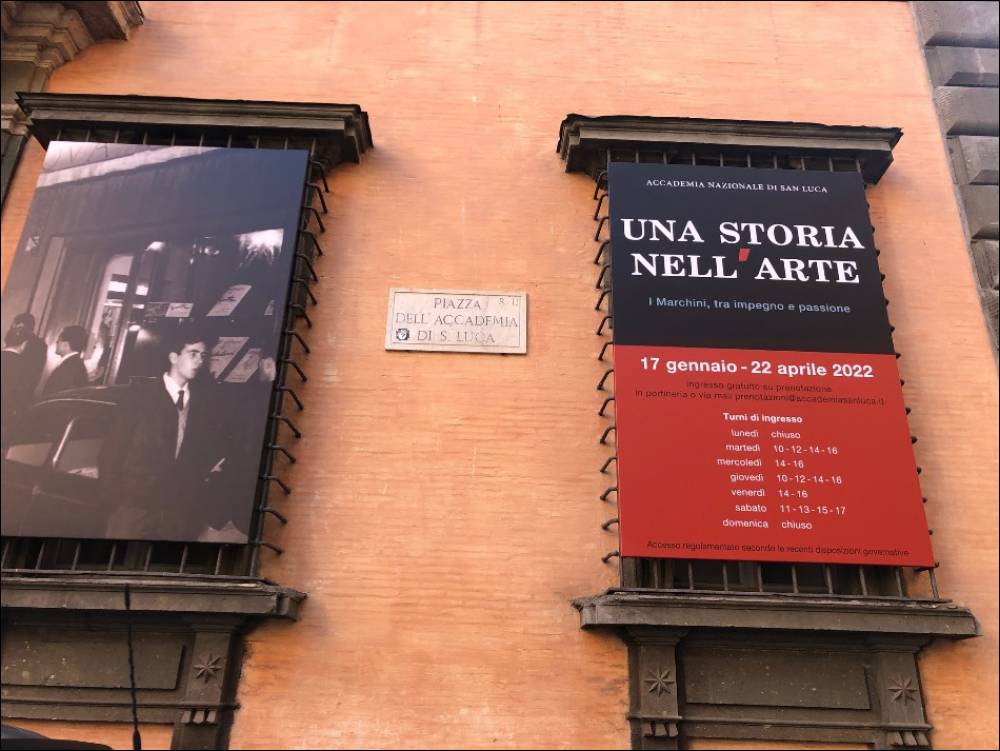 PIAZZA R. II
DELL' ACCADEMIA
DI S. LUCA
ACCADEMIA NAZIONALE DI SAN LUCA
UNA STORIA
NELL'ARTE
I Marchini, tra impegno e passione
17 gennaio - 22 aprile 2022
ingresso gratuito su prenotazione
in portineria o via mail prenotazioni@accademiasanluca.it
Turni di ingresso
lunedì chiuso
martedì 10 - 12 - 14 - 16
mercoledì 14 - 16
giovedì 10 - 12 - 14 - 16
venerdì 14 - 16
sabato 11 - 13 - 15 - 17
domenica chiuso
Accesso regolamentato secondo le recenti disposizioni governative